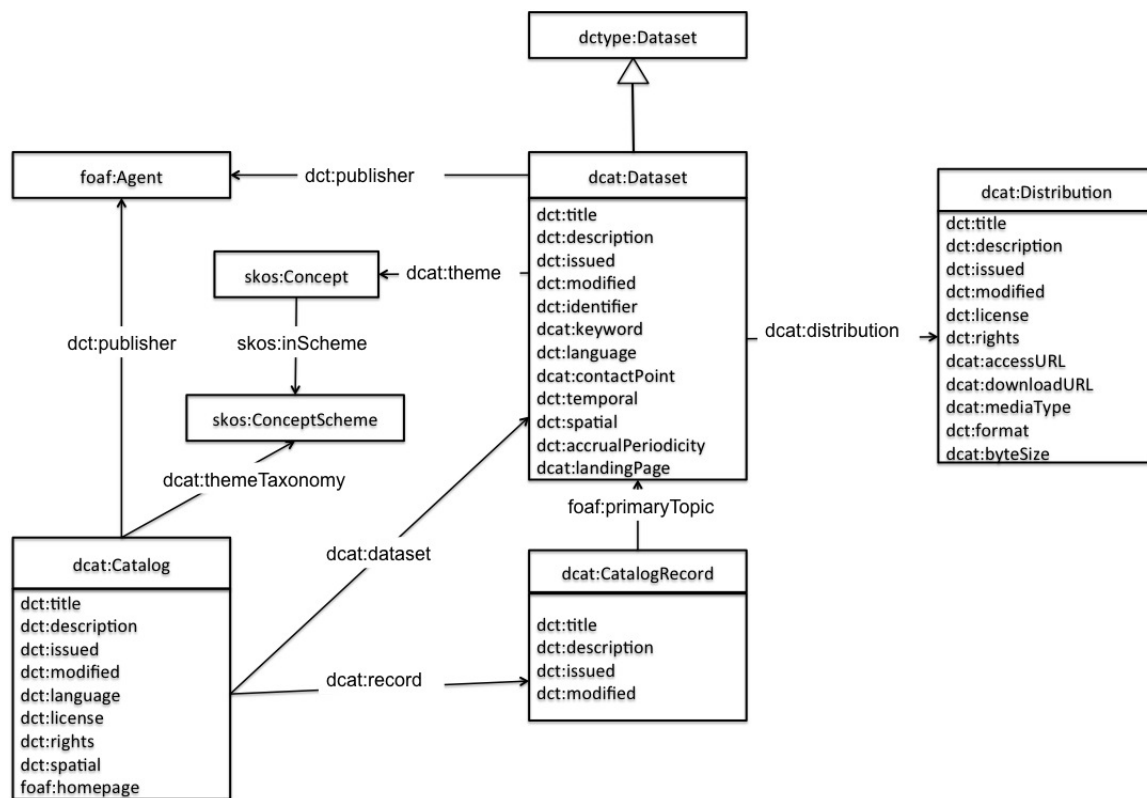 dctype:Dataset
foaf:Agent
dct:publisher
dcat:Dataset
dct:title
dct:description
dct:issued
dct:modified
dct:identifier
dcat:keyword
dct:language
dcat:contactPoint
dct:temporal
dct:spatial
dct:accrualPeriodicity
dcat:landingPage
dcat:Distribution
dct:title
dct:description
dct:issued
dct:modified
dct:license
dct:rights
dcat:accessURL
dcat:downloadURL
dcat:mediaType
dct:format
dcat:byteSize
skos:Concept
dcat:theme
dct:publisher
skos:inScheme
dcat:distribution
skos:ConceptScheme
dcat:themeTaxonomy
foaf:primaryTopic
dcat:dataset
dcat:Catalog
dct:title
dct:description
dct:issued
dct:modified
dct:language
dct:license
dct:rights
dct:spatial
foaf:homepage
dcat:record
dcat:CatalogRecord
dct:title
dct:description
dct:issued
dct:modified